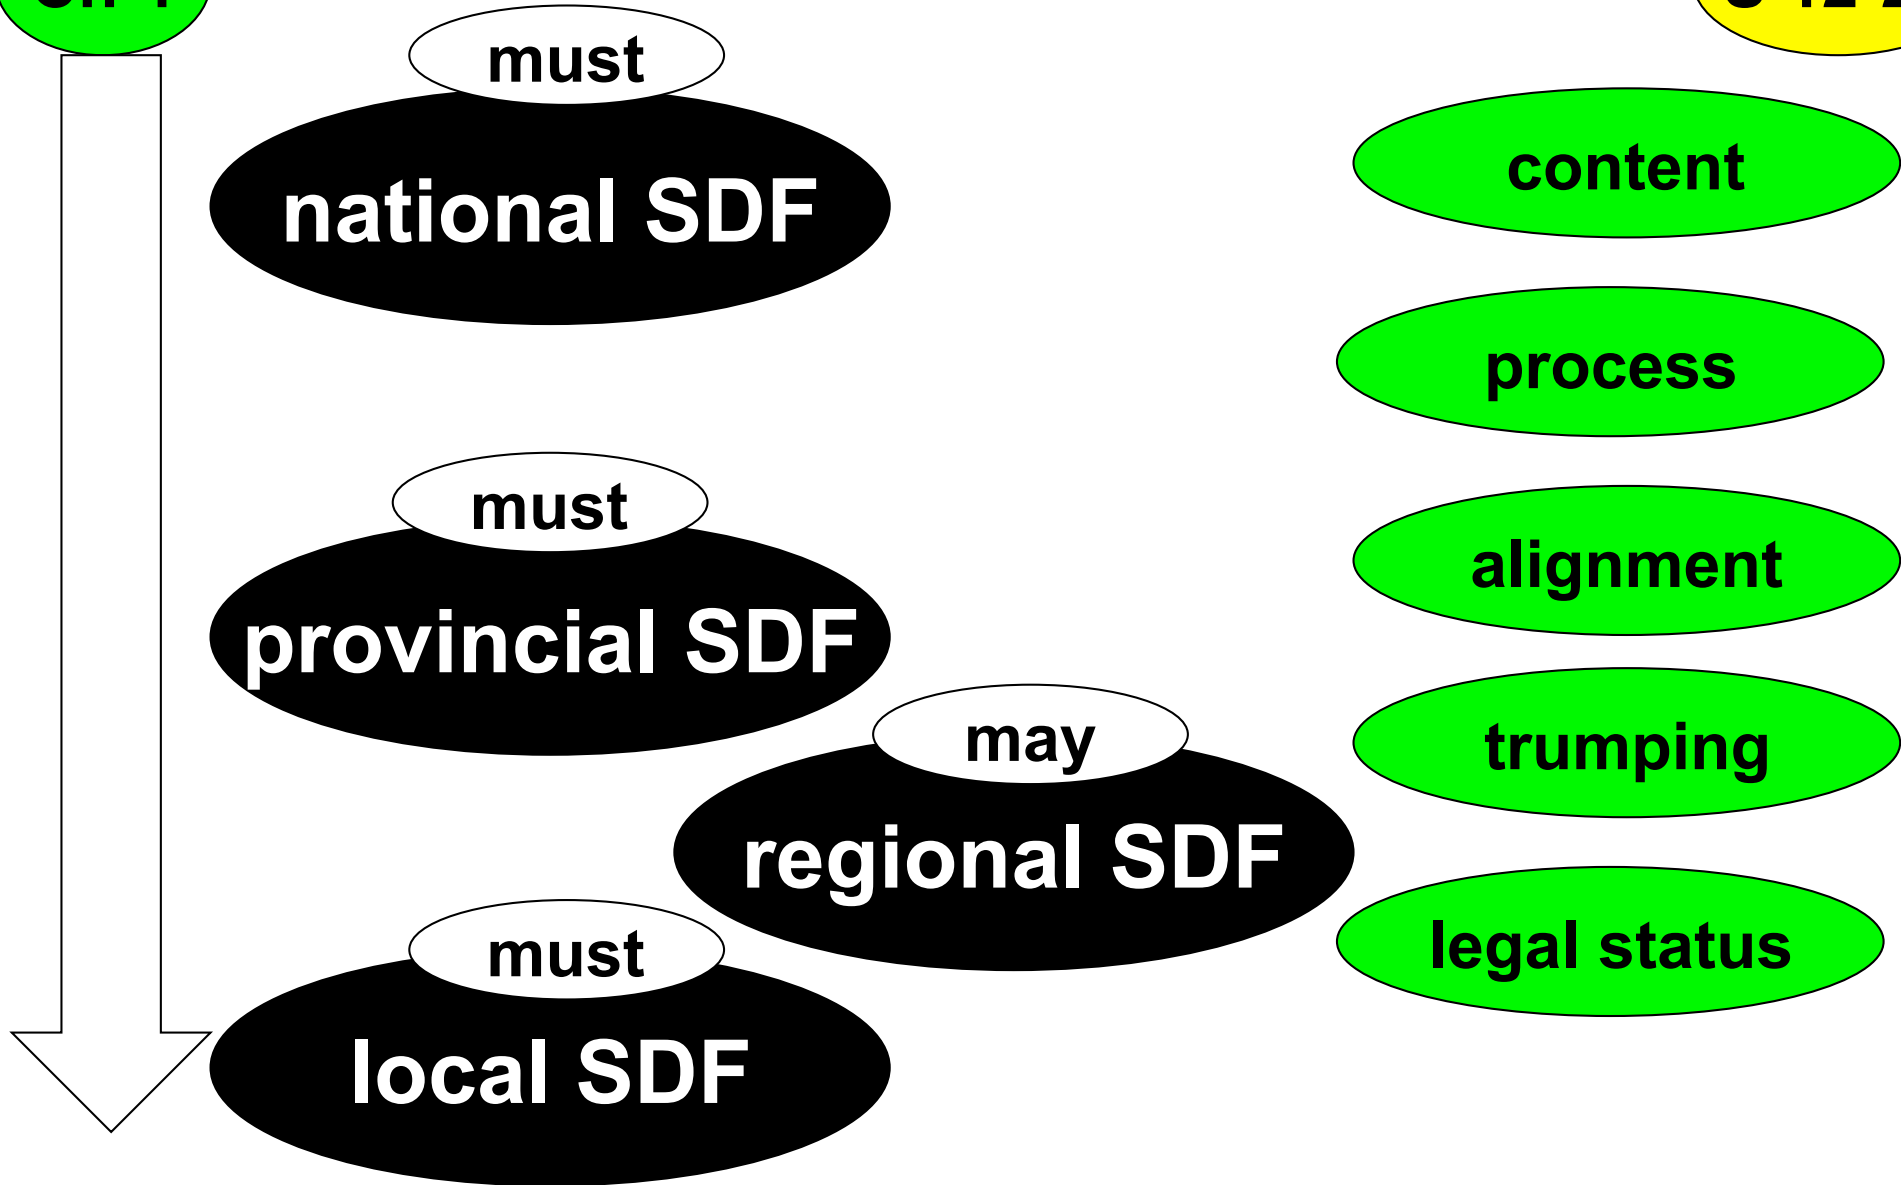 must
national SDF
must
provincial SDF
may
regional SDF
must
local SDF
content
process
alignment
trumping
legal status